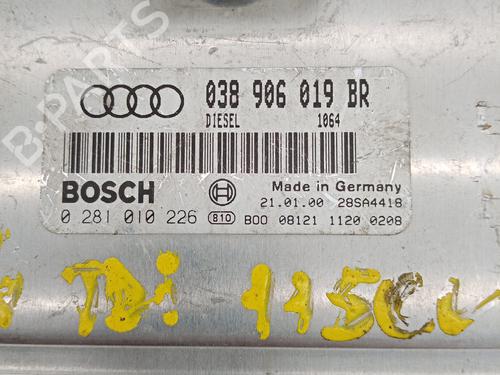 038 906 019 BR
DIESEL 1064
BOSCH
Made in Germany
21.01.00 28SA4418
0 281 010 226 810 B00 08121 1120 0208
TDi 115CU
B-PARTS